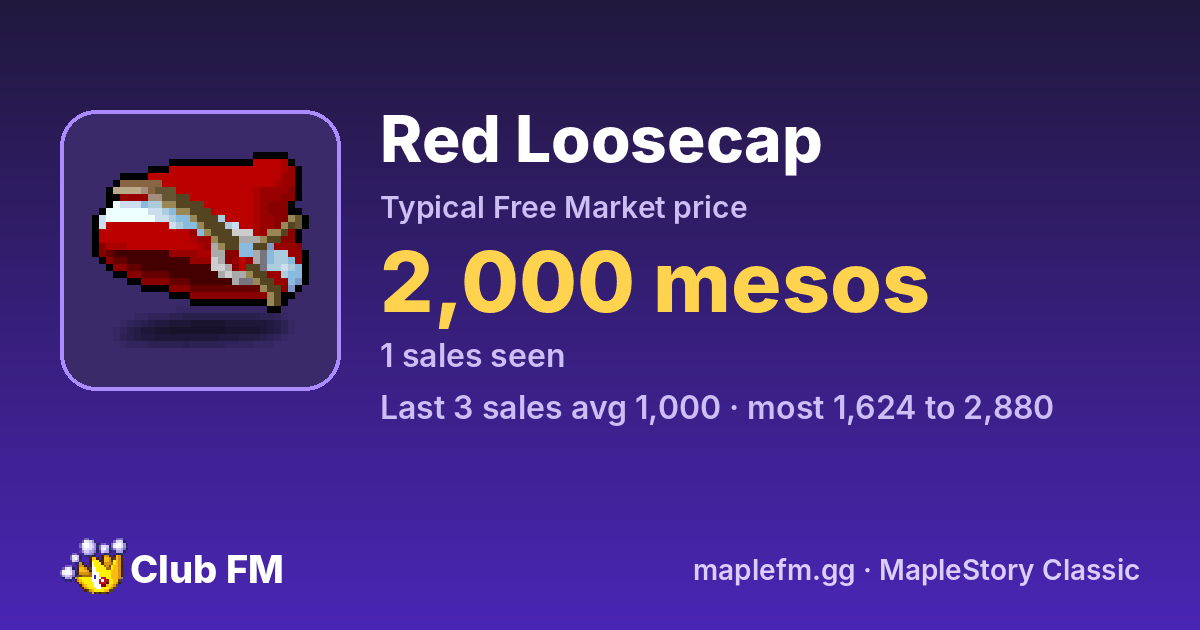 Red Loosecap
Typical Free Market price
2,000 mesos
1 sales seen
Last 3 sales avg 1,000 · most 1,624 to 2,880
Club FM
maplefm.gg · MapleStory Classic